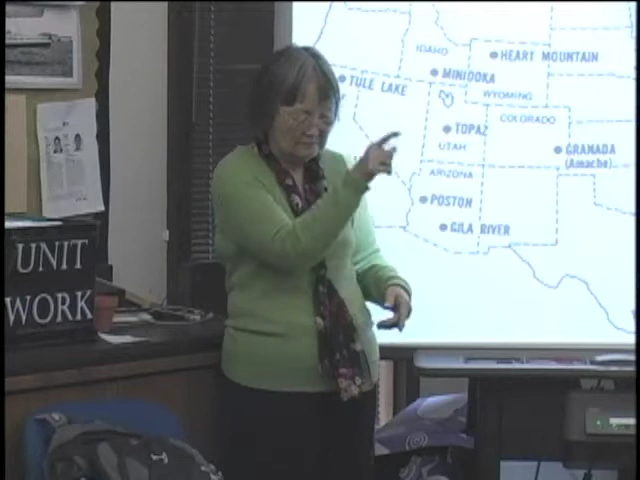 IDAHO
HEART MOUNTAIN
TULE LAKE
MINIDOKA
WYOMING
COLORADO
TOPAZ
UTAH
GRANADA
(Amache)
ARIZONA
POSTON
GILA RIVER
UNIT
WORK